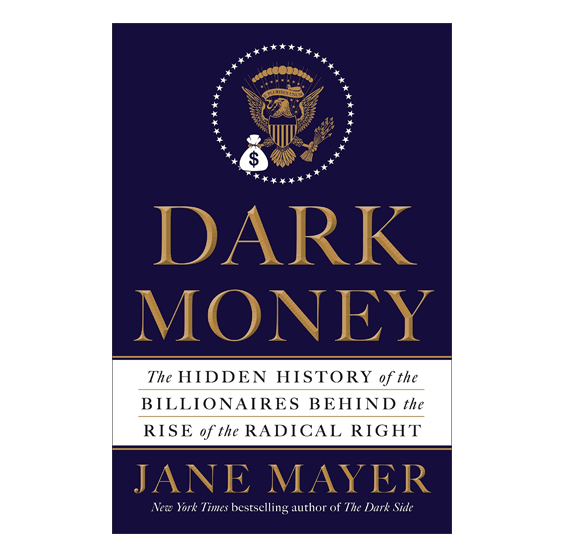 $
DARK
MONEY
The HIDDEN HISTORY of the
BILLIONAIRES BEHIND the
RISE of the RADICAL RIGHT
JANE MAYER
New York Times bestselling author of The Dark Side